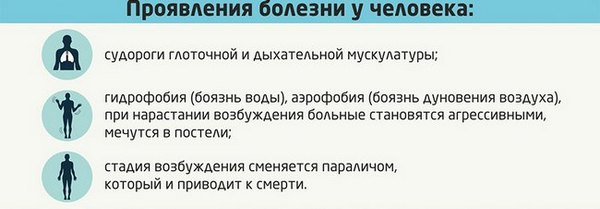 Проявления болезни у человека:
судороги глоточной и дыхательной мускулатуры;
гидрофобия (боязнь воды), аэрофобия (боязнь дуновения воздуха),
при нарастании возбуждения больные становятся агрессивными,
мечутся в постели;
стадия возбуждения сменяется параличом,
который и приводит к смерти.